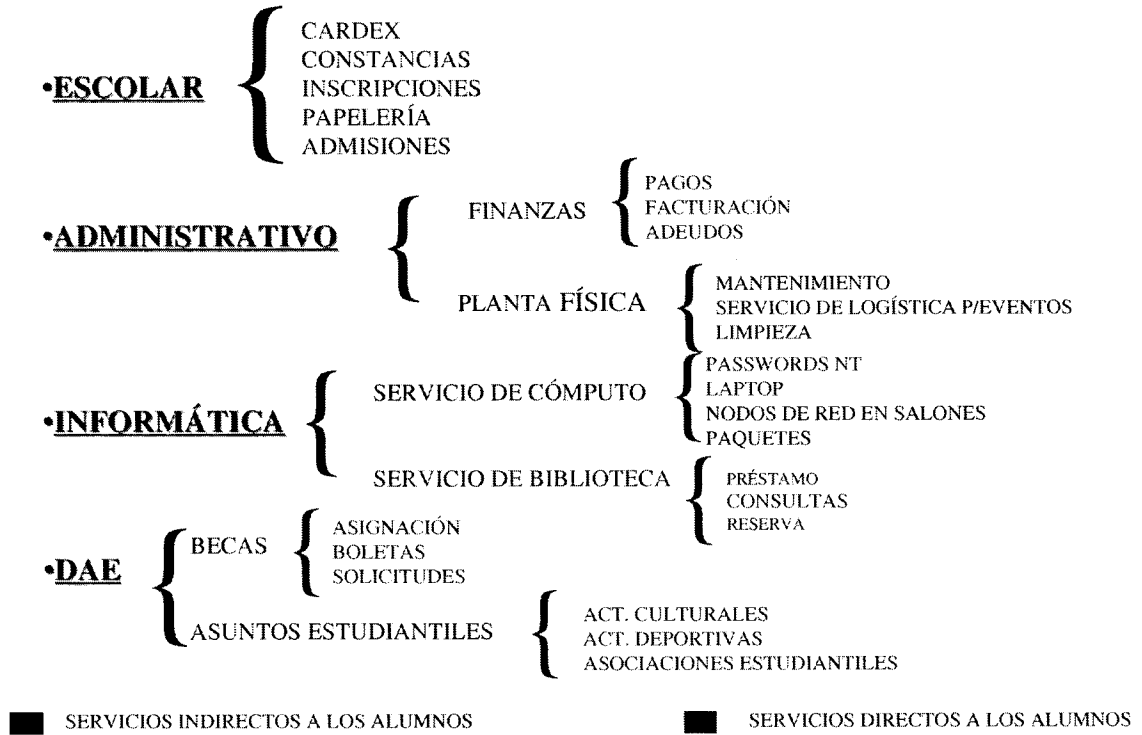 •ESCOLAR
CARDEX
CONSTANCIAS
INSCRIPCIONES
PAPELERÍA
ADMISIONES
•ADMINISTRATIVO
FINANZAS
PAGOS
FACTURACIÓN
ADEUDOS
PLANTA FÍSICA
MANTENIMIENTO
SERVICIO DE LOGÍSTICA P/EVENTOS
LIMPIEZA
•INFORMÁTICA
SERVICIO DE CÓMPUTO
PASSWORDS NT
LAPTOP
NODOS DE RED EN SALONES
PAQUETES
SERVICIO DE BIBLIOTECA
PRÉSTAMO
CONSULTAS
RESERVA
•DAE
BECAS
ASIGNACIÓN
BOLETAS
SOLICITUDES
ASUNTOS ESTUDIANTILES
ACT. CULTURALES
ACT. DEPORTIVAS
ASOCIACIONES ESTUDIANTILES
SERVICIOS INDIRECTOS A LOS ALUMNOS
SERVICIOS DIRECTOS A LOS ALUMNOS